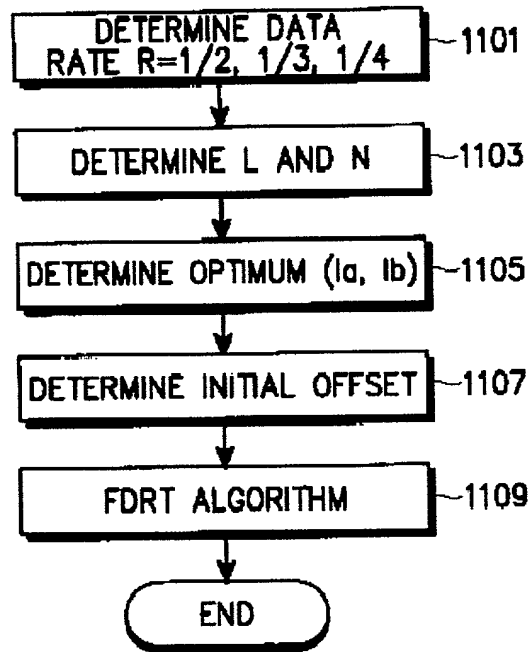 DETERMINE DATA
RATE R=1/2, 1/3, 1/4
1101
DETERMINE L AND N
1103
DETERMINE OPTIMUM (Ia, Ib)
1105
DETERMINE INITIAL OFFSET
1107
FDRT ALGORITHM
1109
END